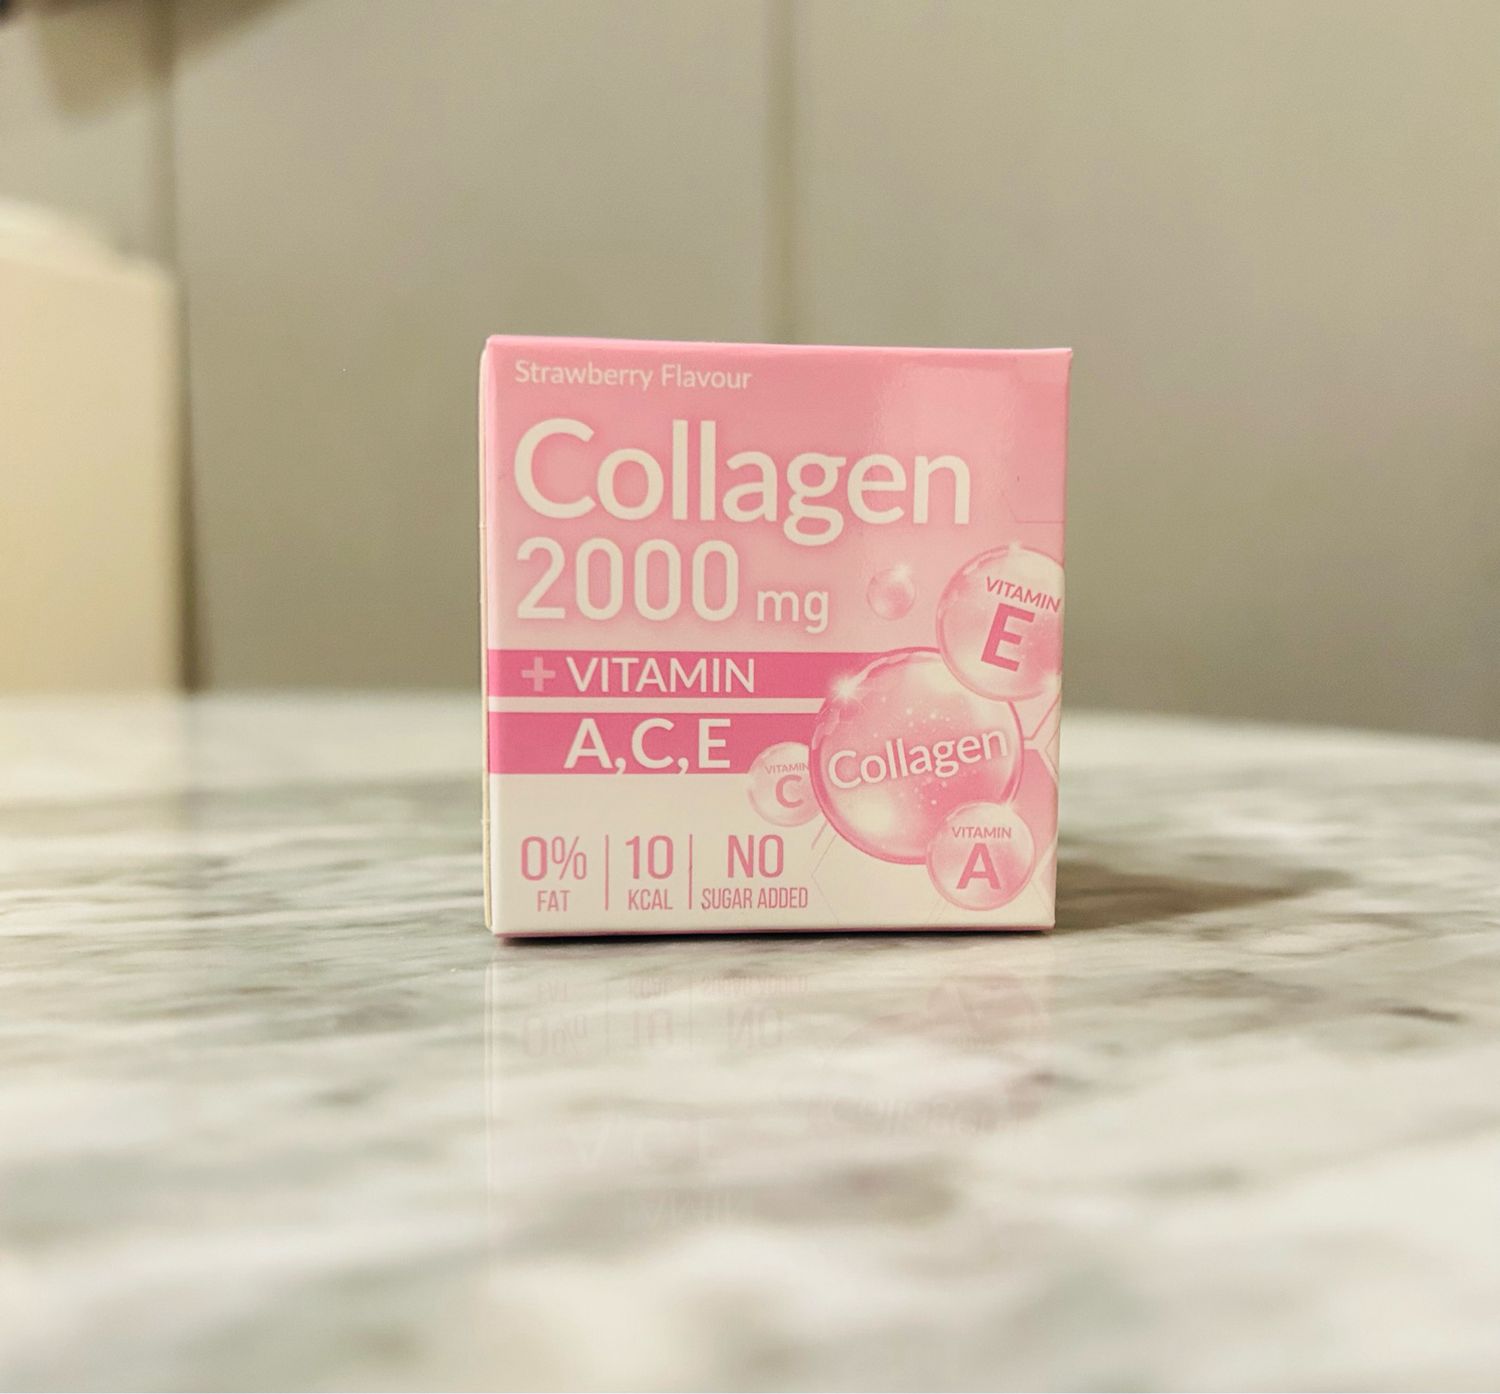 Strawberry Flavour
Collagen
2000 mg
+ VITAMIN
A,C,E
VITAMIN
E
Collagen
VITAMIN
C
VITAMIN
A
0% FAT
10 KCAL
NO SUGAR ADDED